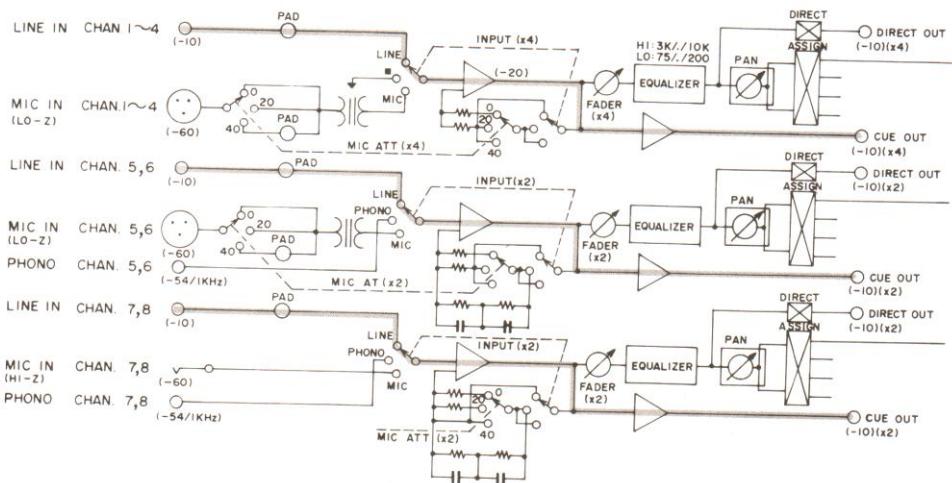 LINE IN CHAN. 1~4
(-10)
PAD
LINE
INPUT (x4)
(-20)
HI: 3K//10K
LO: 75//200
EQUALIZER
FADER
(x4)
PAN
DIRECT
ASSIGN
DIRECT OUT
(-10)(x4)
MIC IN CHAN. 1~4
(LO-Z)
(-60)
0
20
40
PAD
MIC
MIC ATT (x4)
0
20
40
CUE OUT
(-10)(x4)
LINE IN CHAN. 5,6
(-10)
PAD
LINE
PHONO
MIC
INPUT (x2)
FADER
(x2)
EQUALIZER
PAN
DIRECT
ASSIGN
DIRECT OUT
(-10)(x2)
MIC IN CHAN. 5,6
(LO-Z)
(-60)
0
20
40
PAD
MIC AT(x2)
PHONO CHAN. 5,6
(-54/1KHz)
CUE OUT
(-10)(x2)
LINE IN CHAN. 7,8
(-10)
PAD
LINE
PHONO
MIC
INPUT (x2)
FADER
(x2)
EQUALIZER
PAN
DIRECT
ASSIGN
DIRECT OUT
(-10)(x2)
MIC IN CHAN. 7,8
(HI-Z)
(-60)
PHONO CHAN. 7,8
(-54/1KHz)
0
20
40
MIC ATT (x2)
CUE OUT
(-10)(x2)